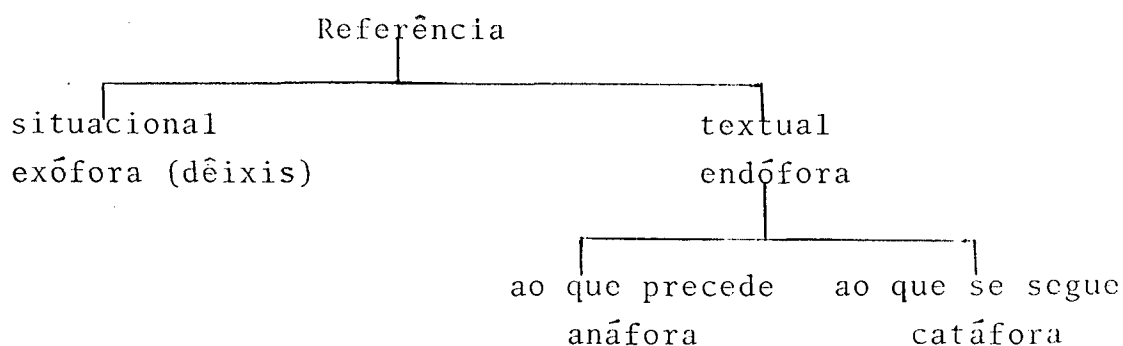 Referência
situacional
exófora (dêixis)
textual
endófora
ao que precede
anáfora
ao que se segue
catáfora